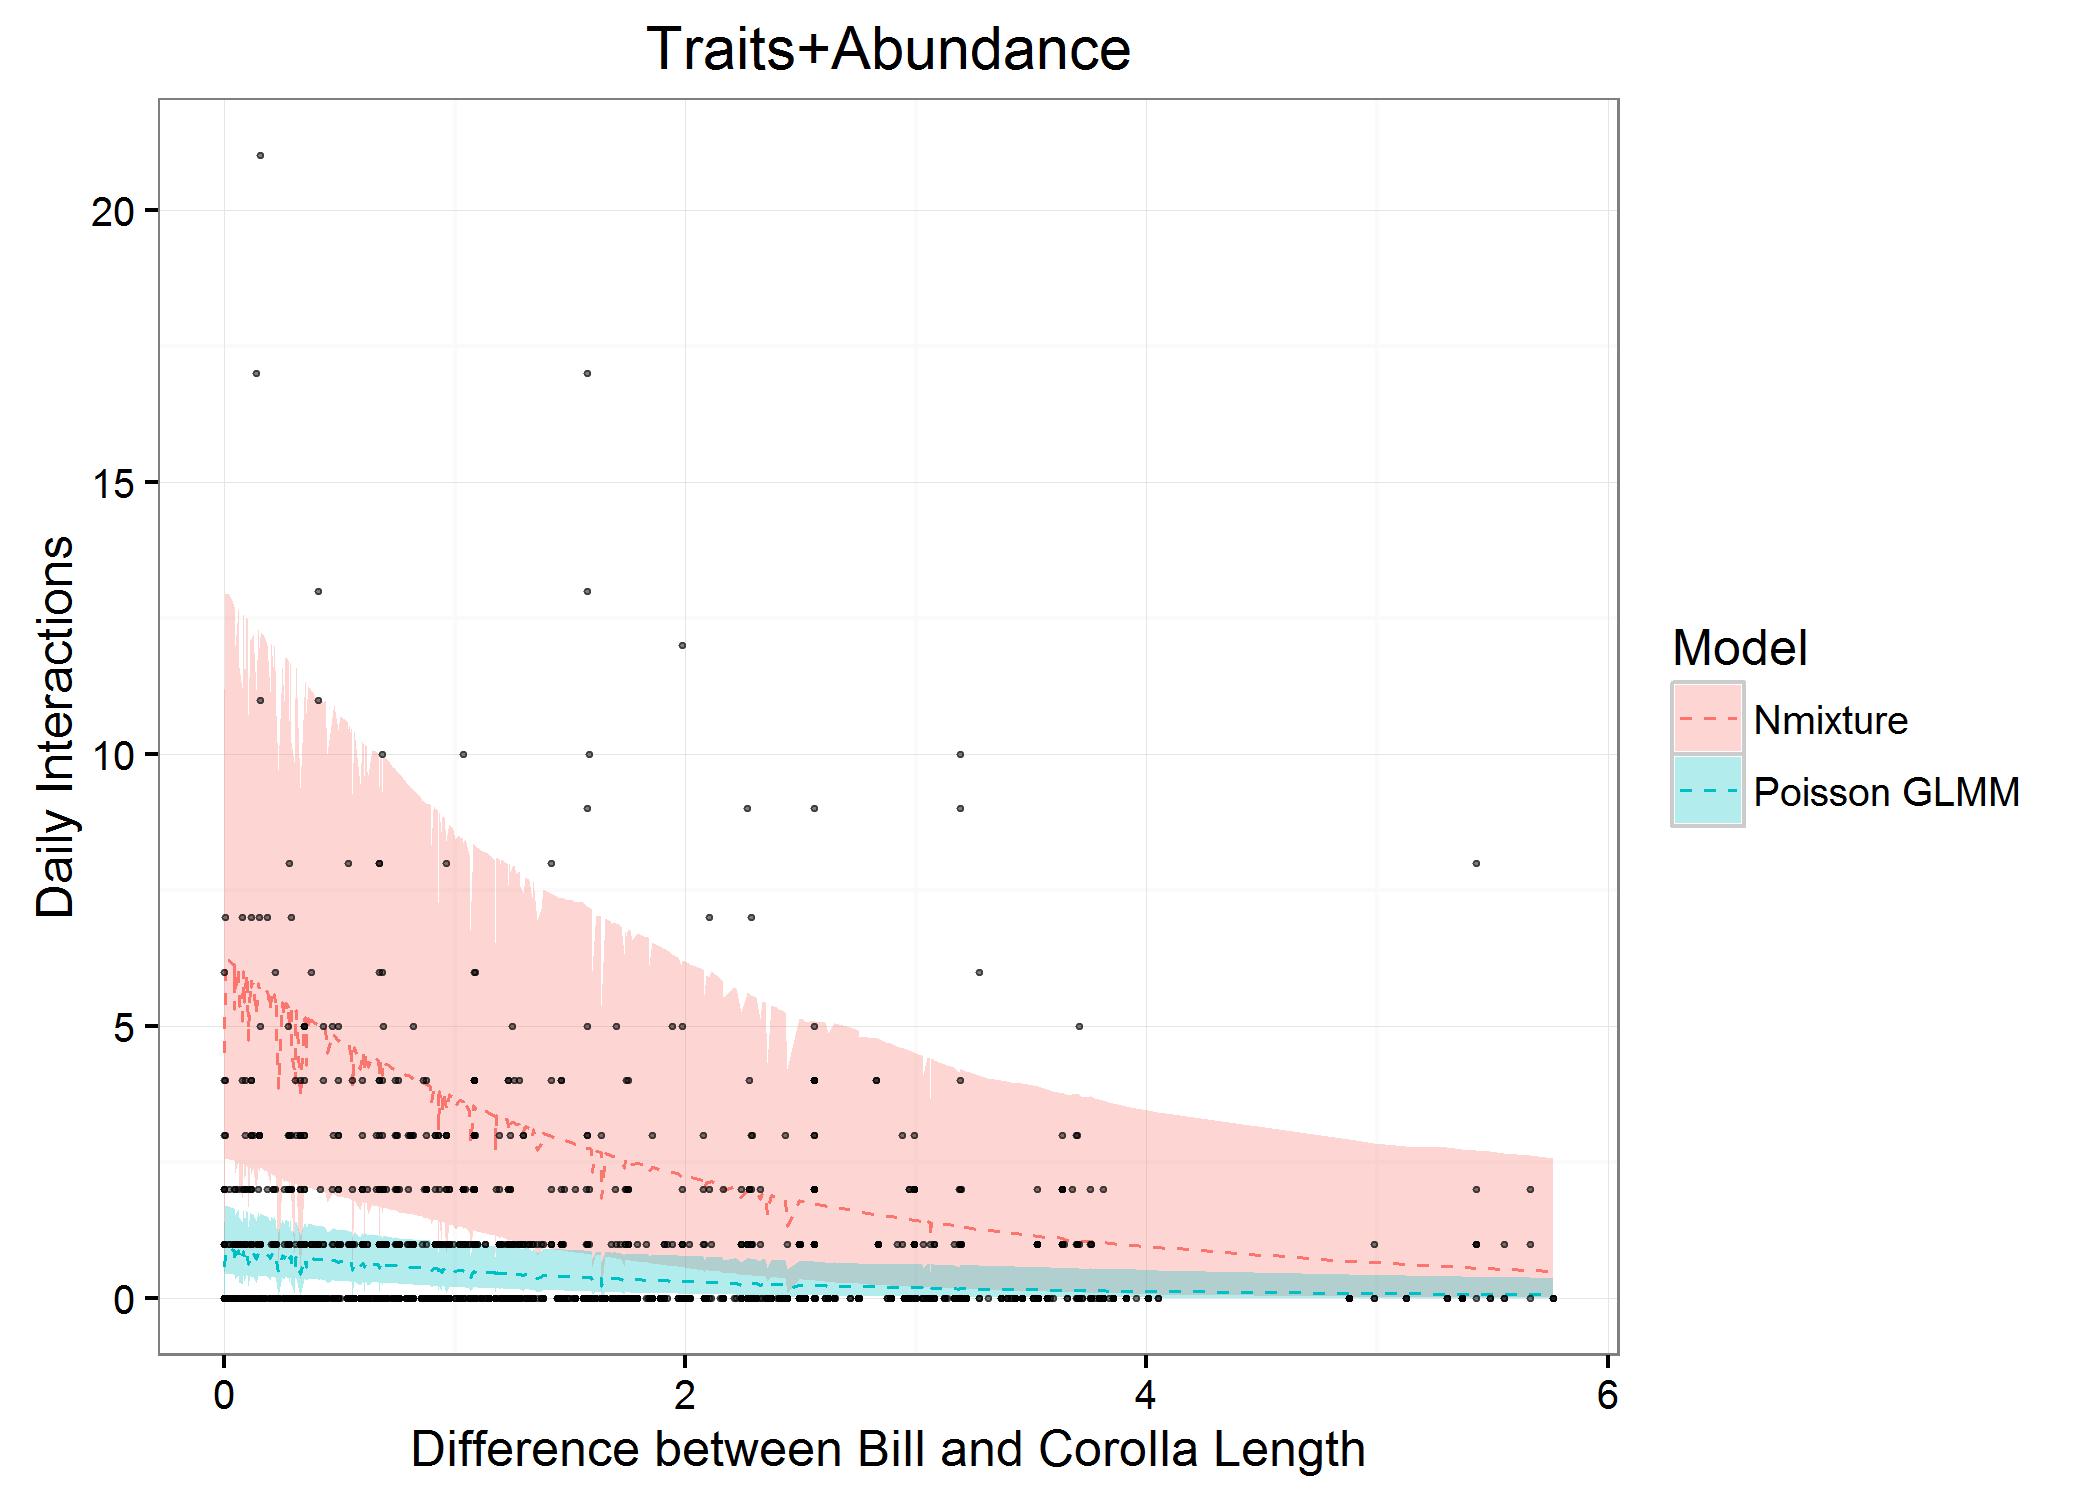 Traits+Abundance
20
15
10
5
0
Daily Interactions
0 2 4 6
Difference between Bill and Corolla Length
Model
Nmixture
Poisson GLMM